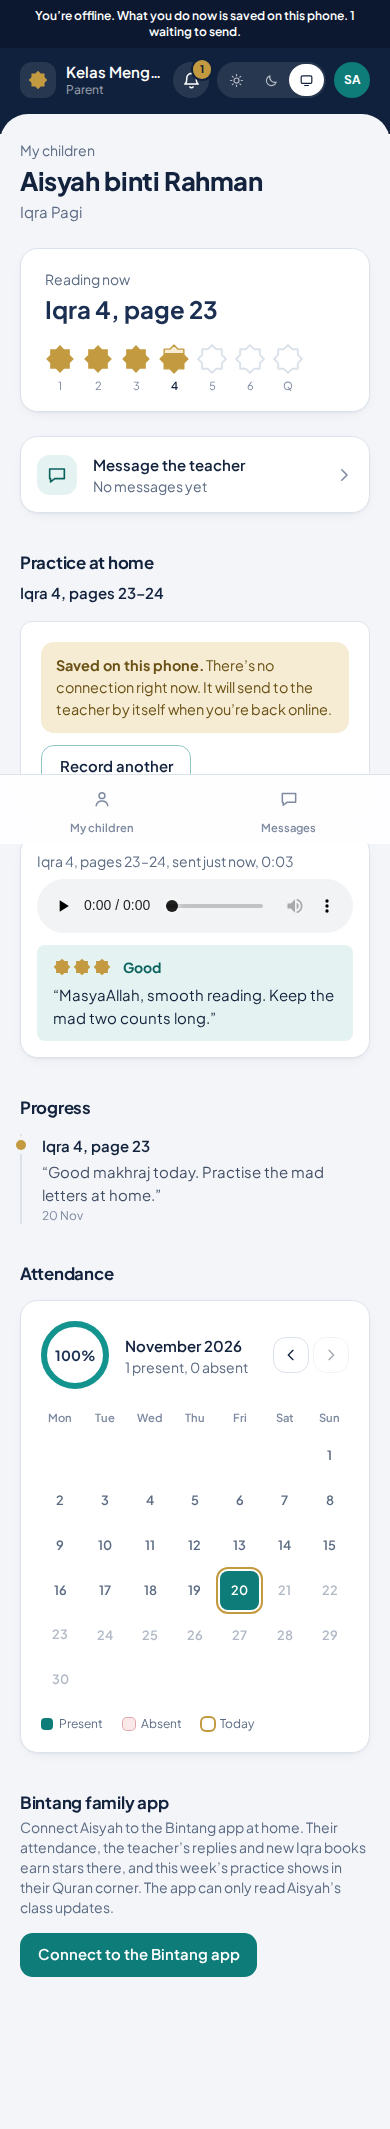 You're offline. What you do now is saved on this phone. 1
waiting to send.
Kelas Meng...
Parent
1
SA
My children
Aisyah binti Rahman
Iqra Pagi
Reading now
Iqra 4, page 23
1 2 3 4 5 6 Q
Message the teacher
No messages yet
Practice at home
Iqra 4, pages 23–24
Saved on this phone. There's no
connection right now. It will send to the
teacher by itself when you're back online.
Record another
My children
Messages
Iqra 4, pages 23–24, sent just now, 0:03
0:00 / 0:00
Good
“MasyaAllah, smooth reading. Keep the
mad two counts long.”
Progress
Iqra 4, page 23
“Good makhraj today. Practise the mad
letters at home.”
20 Nov
Attendance
100%
November 2026
1 present, 0 absent
Mon Tue Wed Thu Fri Sat Sun
1
2 3 4 5 6 7 8
9 10 11 12 13 14 15
16 17 18 19 20 21 22
23 24 25 26 27 28 29
30
Present Absent Today
Bintang family app
Connect Aisyah to the Bintang app at home. Their
attendance, the teacher's replies and new Iqra books
earn stars there, and this week's practice shows in
their Quran corner. The app can only read Aisyah's
class updates.
Connect to the Bintang app